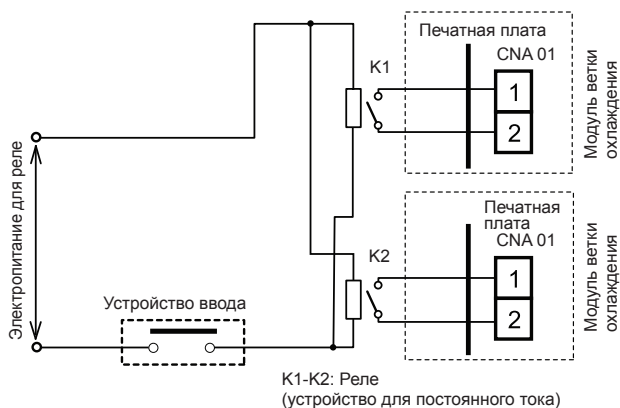 Печатная плата
CNA 01
K1
1
2
Модуль ветки
охлаждения
Электропитание для реле
Печатная
плата
CNA 01
K2
1
2
Модуль ветки
охлаждения
Устройство ввода
K1-K2: Реле
(устройство для постоянного тока)